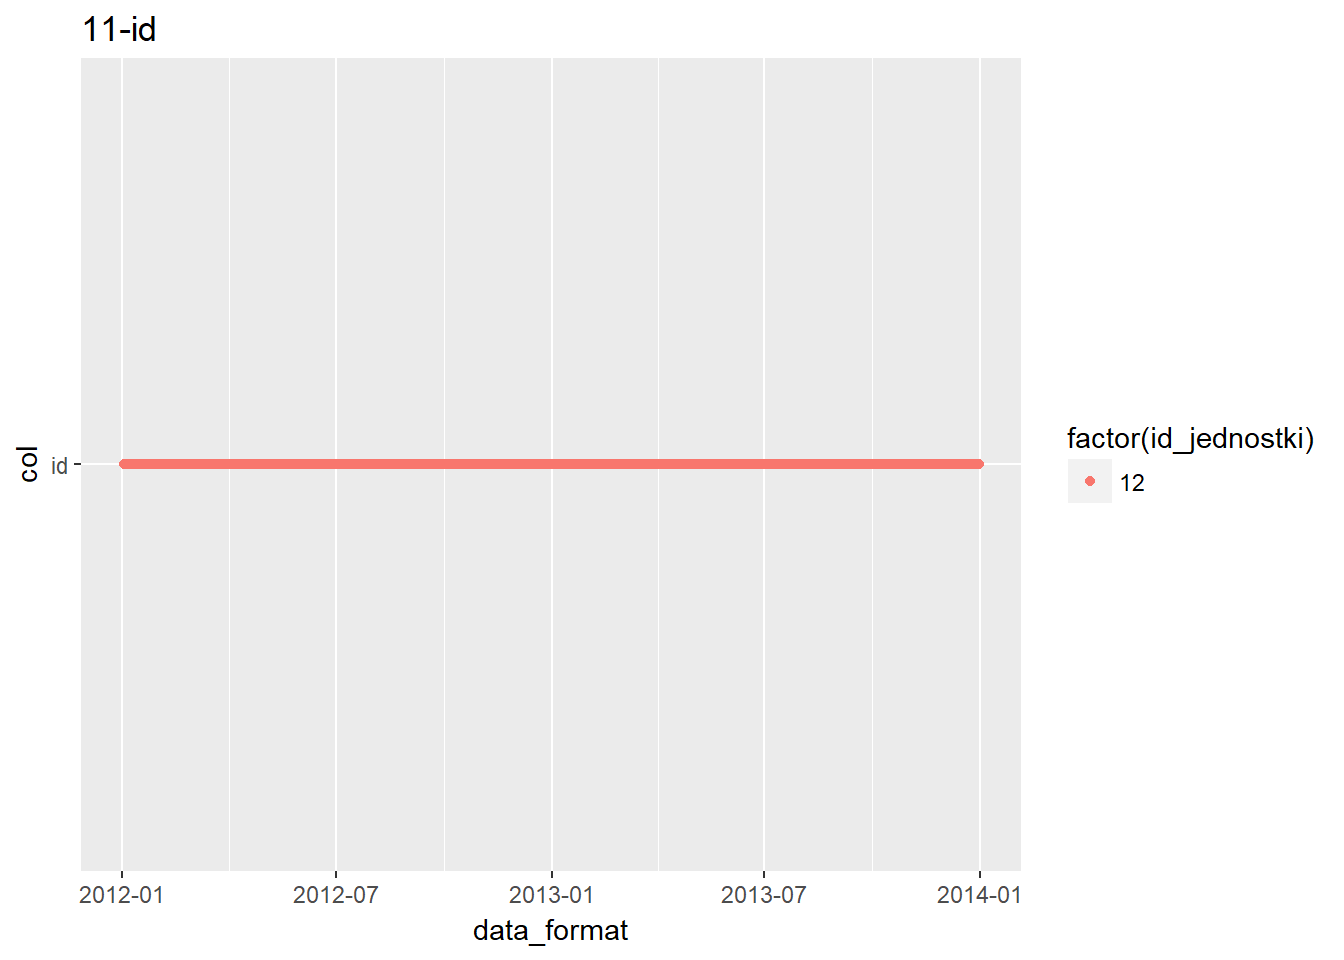 11-id
col
id
2012-01 2012-07 2013-01 2013-07 2014-01
data_format
factor(id_jednostki)
12